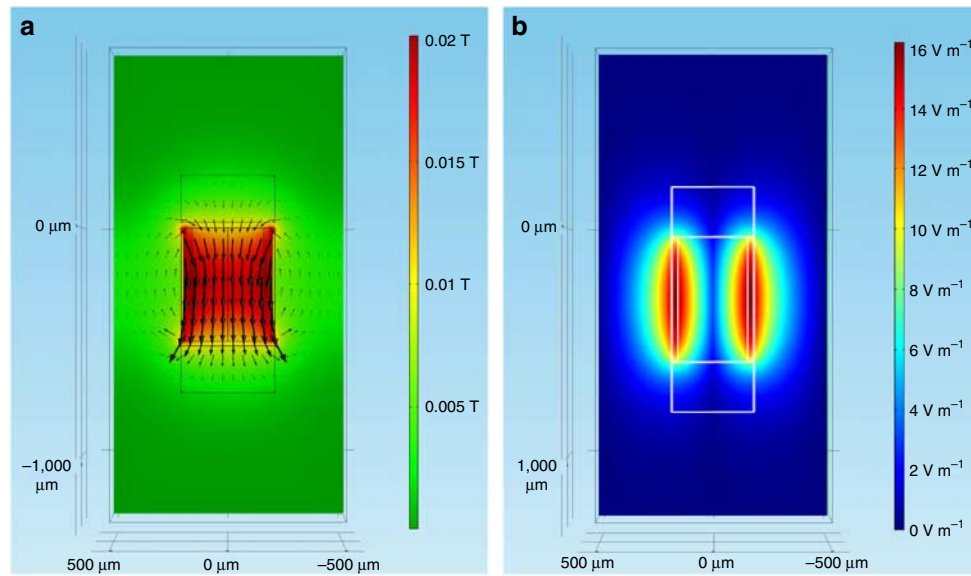 a
0.02 T
0.015 T
0.01 T
0.005 T
0 μm
–1,000
μm
500 μm 0 μm –500 μm
b
16 V m⁻¹
14 V m⁻¹
12 V m⁻¹
10 V m⁻¹
8 V m⁻¹
6 V m⁻¹
4 V m⁻¹
2 V m⁻¹
0 V m⁻¹
0 μm
1,000
μm
500 μm 0 μm –500 μm